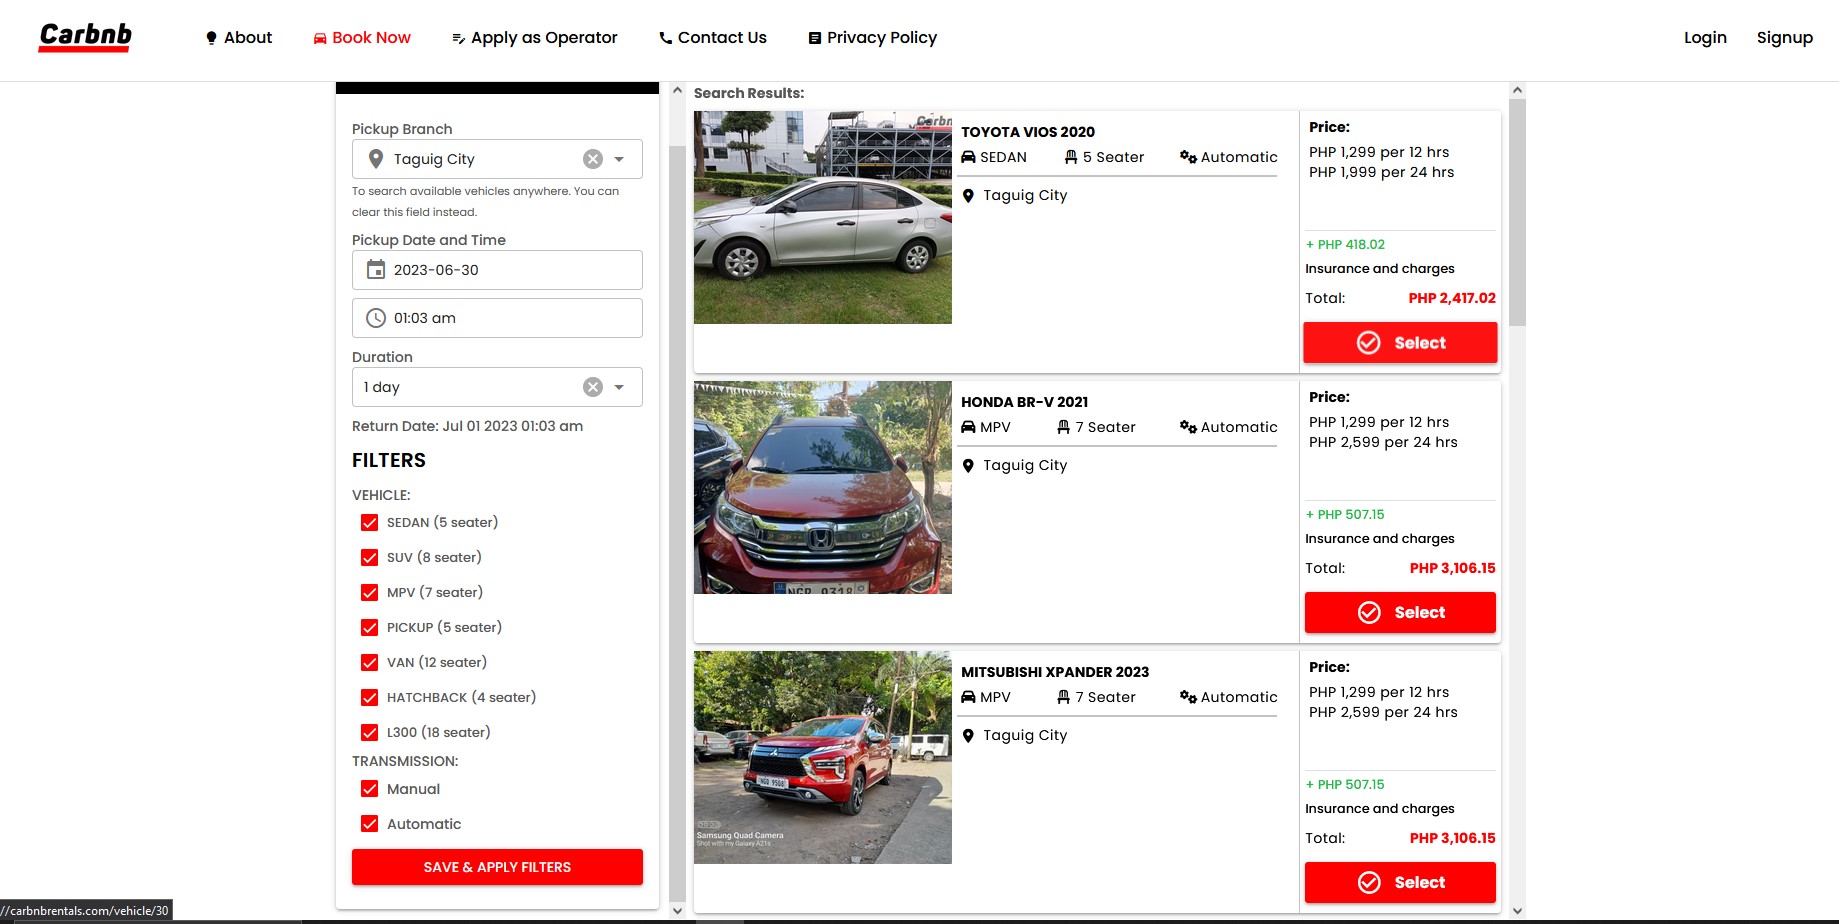 Carbnb
About
Book Now
Apply as Operator
Contact Us
Privacy Policy
Login
Signup
Pickup Branch
Taguig City
To search available vehicles anywhere. You can
clear this field instead.
Pickup Date and Time
2023-06-30
01:03 am
Duration
1 day
Return Date: Jul 01 2023 01:03 am
FILTERS
VEHICLE:
SEDAN (5 seater)
SUV (8 seater)
MPV (7 seater)
PICKUP (5 seater)
VAN (12 seater)
HATCHBACK (4 seater)
L300 (18 seater)
TRANSMISSION:
Manual
Automatic
SAVE & APPLY FILTERS
Search Results:
Carbn
TOYOTA VIOS 2020
SEDAN 5 Seater Automatic
Taguig City
Price:
PHP 1,299 per 12 hrs
PHP 1,999 per 24 hrs
+ PHP 418.02
Insurance and charges
Total: PHP 2,417.02
Select
HONDA BR-V 2021
MPV 7 Seater Automatic
Taguig City
Price:
PHP 1,299 per 12 hrs
PHP 2,599 per 24 hrs
+ PHP 507.15
Insurance and charges
Total: PHP 3,106.15
Select
MITSUBISHI XPANDER 2023
MPV 7 Seater Automatic
Taguig City
Samsung Quad Camera
Shot with my Galaxy A21s
Price:
PHP 1,299 per 12 hrs
PHP 2,599 per 24 hrs
+ PHP 507.15
Insurance and charges
Total: PHP 3,106.15
Select
//carbnbrentals.com/vehicle/30